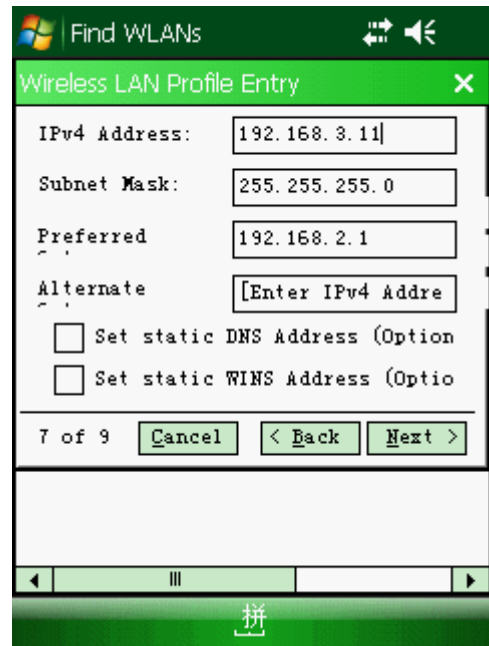 Find WLANs
Wireless LAN Profile Entry
IPv4 Address: 192.168.3.11
Subnet Mask: 255.255.255.0
Preferred 192.168.2.1
Alternate [Enter IPv4 Addre
Set static DNS Address (Option
Set static WINS Address (Optio
7 of 9 Cancel < Back Next >
拼